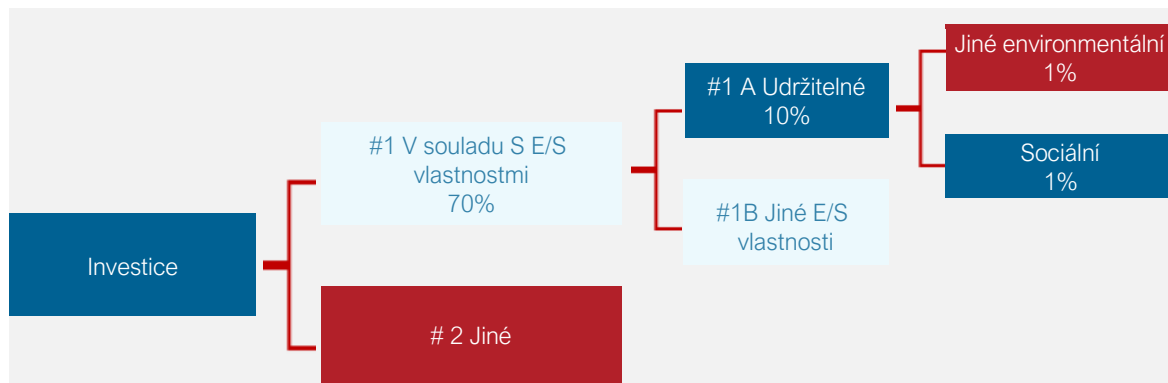 Investice
#1 V souladu S E/S
vlastnostmi
70%
# 2 Jiné
#1 A Udržitelné
10%
#1B Jiné E/S
vlastnosti
Jiné environmentální
1%
Sociální
1%